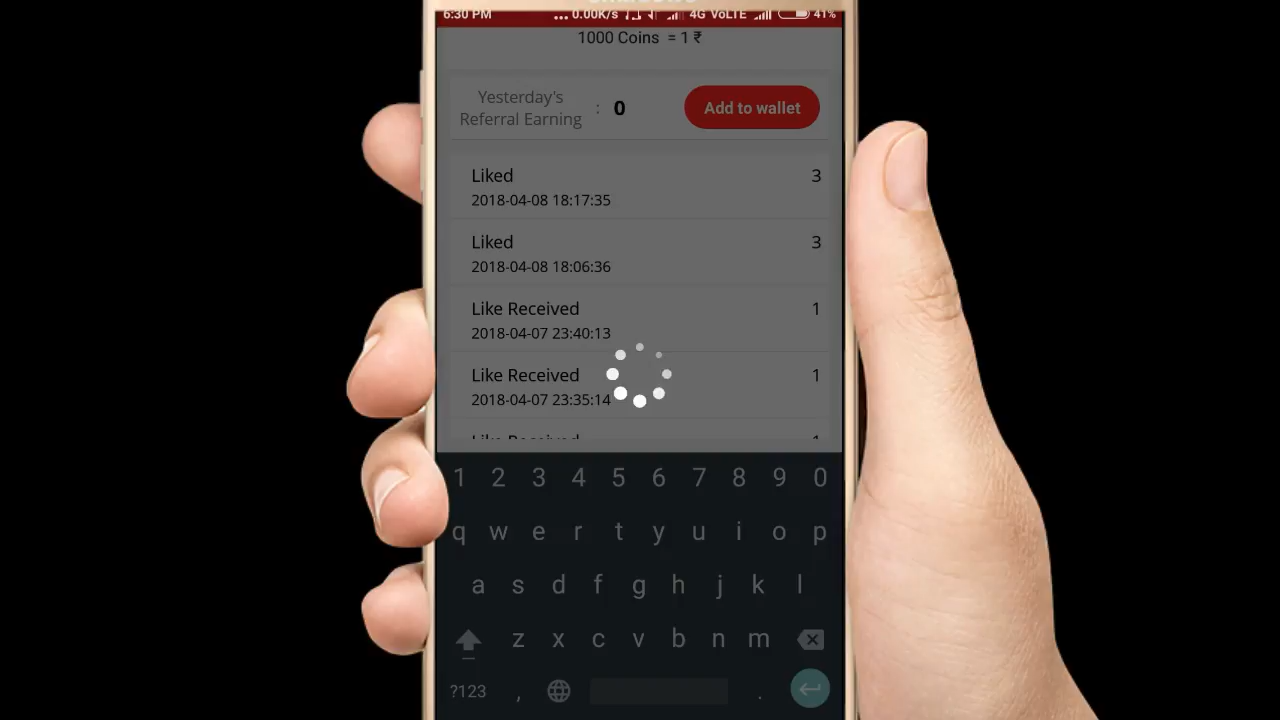 6:30 PM ... 0.00K/s 4G VoLTE 41%
1000 Coins = 1 ₹
Yesterday's
Referral Earning : 0 Add to wallet
Liked 3
2018-04-08 18:17:35
Liked 3
2018-04-08 18:06:36
Like Received 1
2018-04-07 23:40:13
Like Received 1
2018-04-07 23:35:14
Like Received 1
1 2 3 4 5 6 7 8 9 0
q w e r t y u i o p
a s d f g h j k l
z x c v b n m
?123 , .